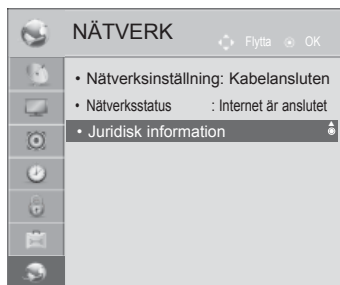 NÄTVERK
Flytta OK
• Nätverksinställning: Kabelansluten
• Nätverksstatus : Internet är anslutet
• Juridisk information